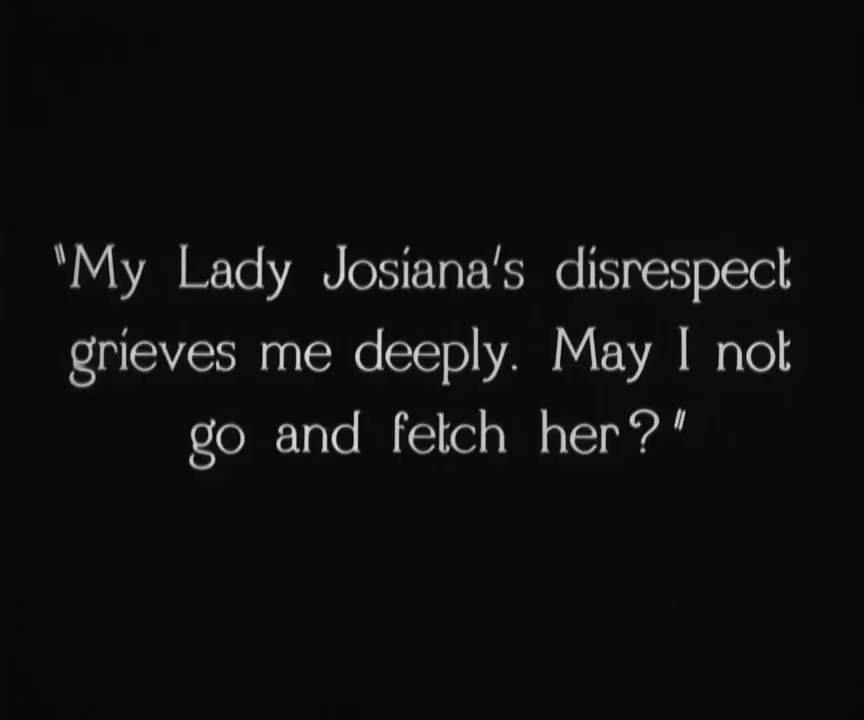 "My Lady Josiana's disrespect
grieves me deeply. May I not
go and fetch her?"